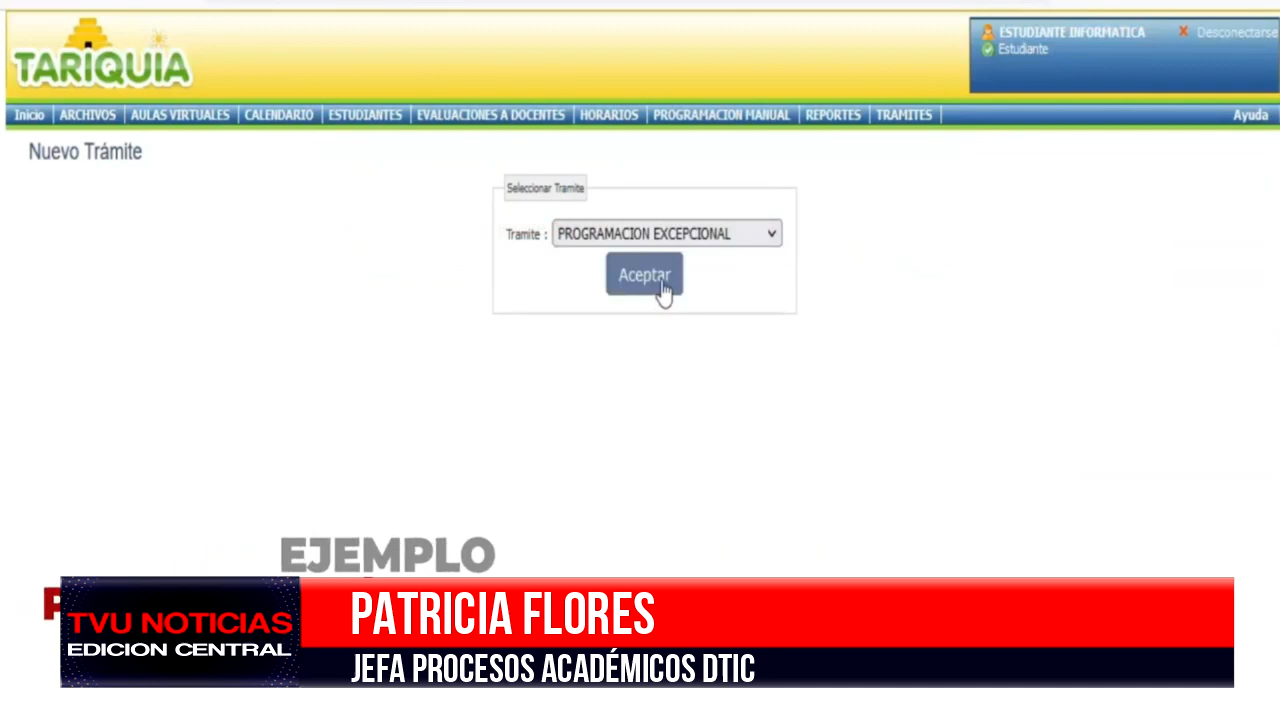 TARIQUIA
ESTUDIANTE INFORMATICA
Desconectarse
Estudiante
Inicio
ARCHIVOS
AULAS VIRTUALES
CALENDARIO
ESTUDIANTES
EVALUACIONES A DOCENTES
HORARIOS
PROGRAMACION MANUAL
REPORTES
TRAMITES
Ayuda
Nuevo Trámite
Seleccionar Tramite
Tramite :
PROGRAMACION EXCEPCIONAL
Aceptar
EJEMPLO
TVU NOTICIAS
EDICION CENTRAL
PATRICIA FLORES
JEFA PROCESOS ACADÉMICOS DTIC